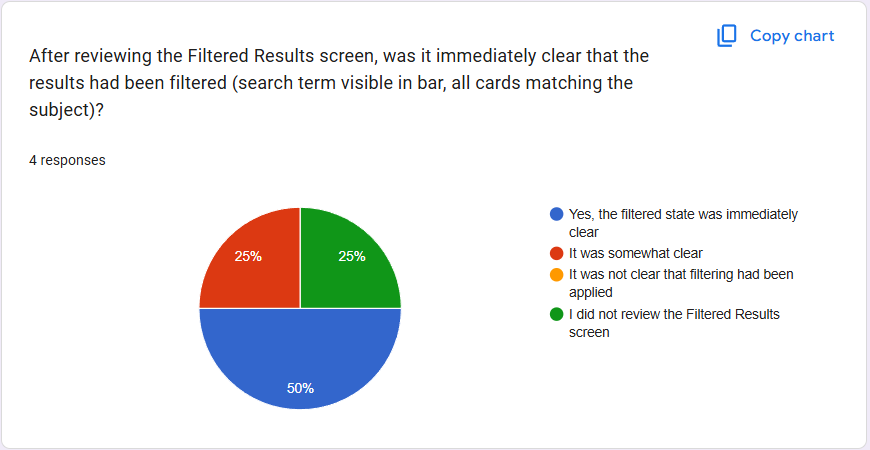 Copy chart
After reviewing the Filtered Results screen, was it immediately clear that the
results had been filtered (search term visible in bar, all cards matching the
subject)?
4 responses
25%
25%
50%
Yes, the filtered state was immediately
clear
It was somewhat clear
It was not clear that filtering had been
applied
I did not review the Filtered Results
screen